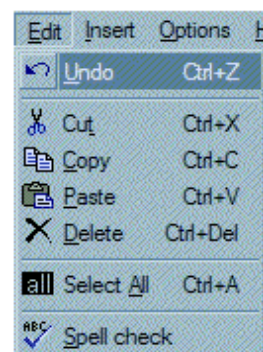 Edit Insert Options
Undo Ctrl+Z
Cut Ctrl+X
Copy Ctrl+C
Paste Ctrl+V
Delete Ctrl+Del
all Select All Ctrl+A
ABC Spell check